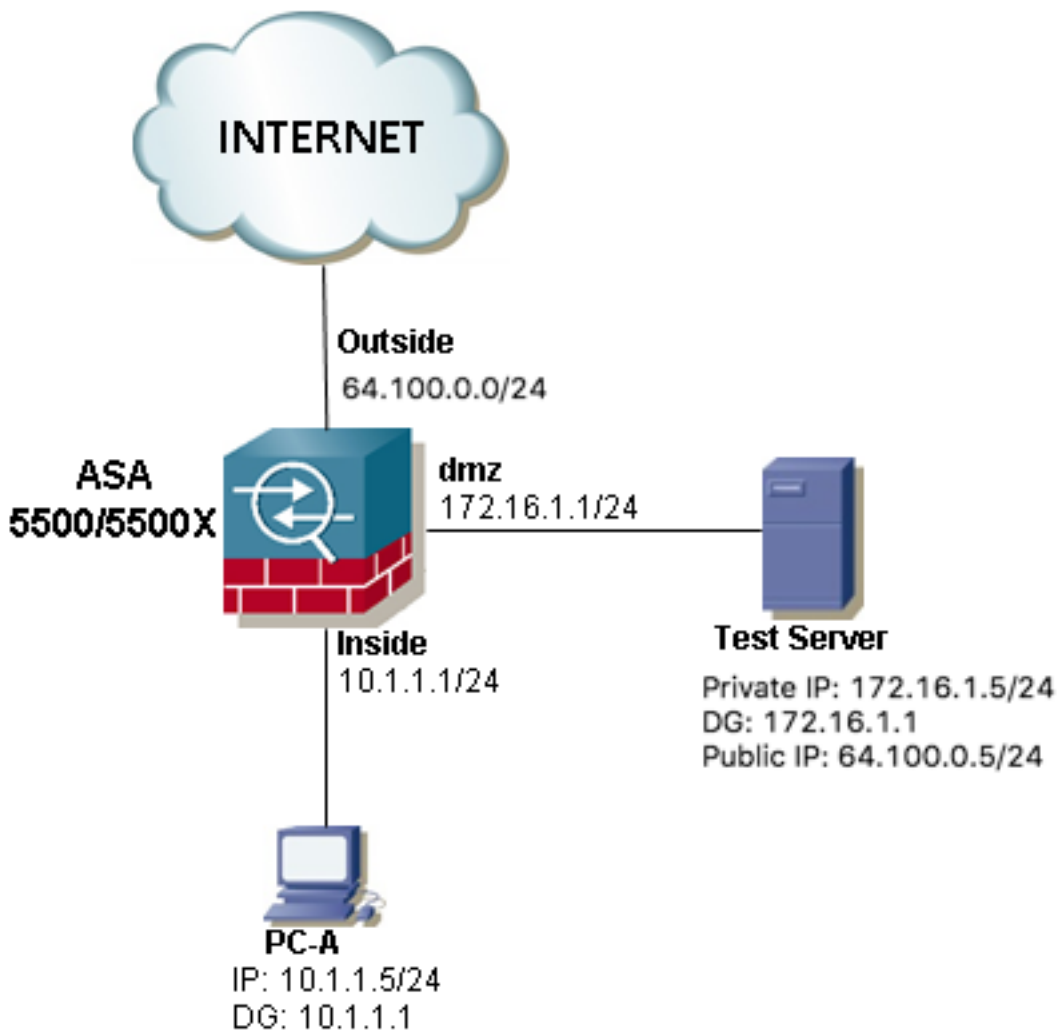 INTERNET
Outside
64.100.0.0/24
ASA
5500/5500X
dmz
172.16.1.1/24
Test Server
Private IP: 172.16.1.5/24
DG: 172.16.1.1
Public IP: 64.100.0.5/24
Inside
10.1.1.1/24
PC-A
IP: 10.1.1.5/24
DG: 10.1.1.1